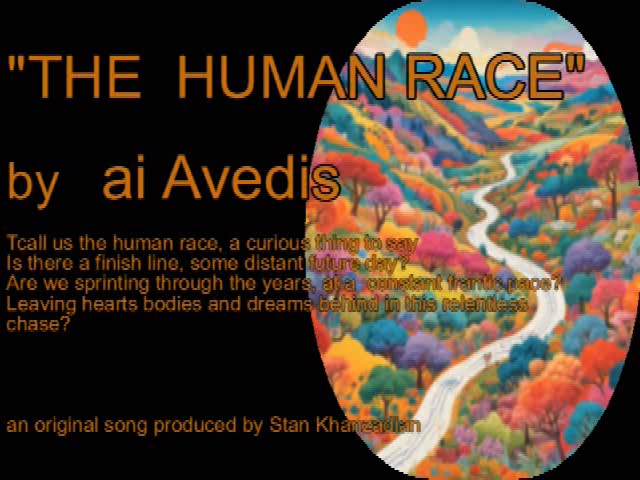 "THE HUMAN RACE"
by ai Avedis
Tcall us the human race, a curious thing to say
Is there a finish line, some distant future day?
Are we sprinting through the years, at a constant frantic pace?
Leaving hearts bodies and dreams behind in this relentless
chase?
an original song produced by Stan Khanzadian